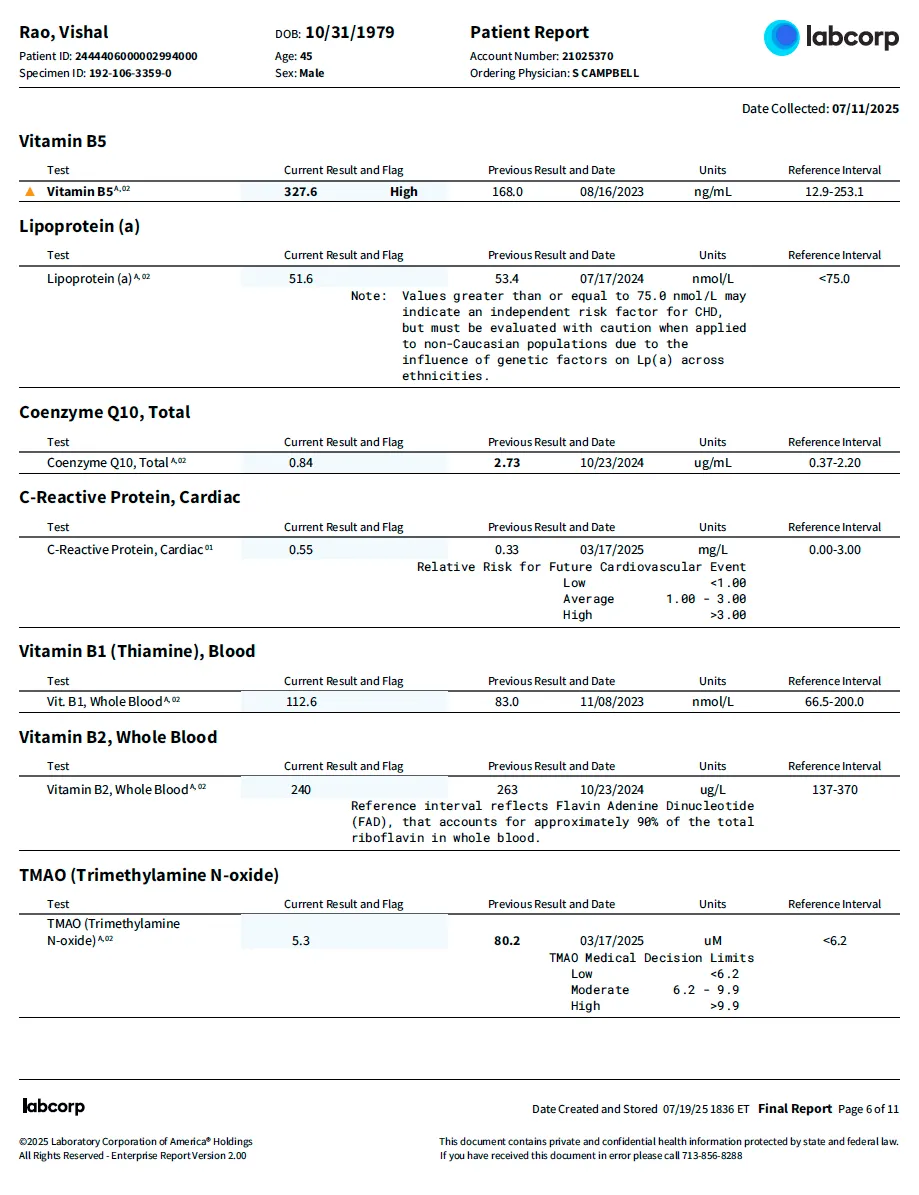 Rao, Vishal DOB: 10/31/1979 Patient Report labcorp
Patient ID: 2444406000002994000 Age: 45 Account Number: 21025370
Specimen ID: 192-106-3359-0 Sex: Male Ordering Physician: S CAMPBELL
Date Collected: 07/11/2025
Vitamin B5
Test Current Result and Flag Previous Result and Date Units Reference Interval
Vitamin B5 A, 02 327.6 High 168.0 08/16/2023 ng/mL 12.9-253.1
Lipoprotein (a)
Test Current Result and Flag Previous Result and Date Units Reference Interval
Lipoprotein (a) A, 02 51.6 53.4 07/17/2024 nmol/L <75.0
Note: Values greater than or equal to 75.0 nmol/L may
indicate an independent risk factor for CHD,
but must be evaluated with caution when applied
to non-Caucasian populations due to the
influence of genetic factors on Lp(a) across
ethnicities.
Coenzyme Q10, Total
Test Current Result and Flag Previous Result and Date Units Reference Interval
Coenzyme Q10, Total A, 02 0.84 2.73 10/23/2024 ug/mL 0.37-2.20
C-Reactive Protein, Cardiac
Test Current Result and Flag Previous Result and Date Units Reference Interval
C-Reactive Protein, Cardiac 01 0.55 0.33 03/17/2025 mg/L 0.00-3.00
Relative Risk for Future Cardiovascular Event
Low <1.00
Average 1.00 - 3.00
High >3.00
Vitamin B1 (Thiamine), Blood
Test Current Result and Flag Previous Result and Date Units Reference Interval
Vit. B1, Whole Blood A, 02 112.6 83.0 11/08/2023 nmol/L 66.5-200.0
Vitamin B2, Whole Blood
Test Current Result and Flag Previous Result and Date Units Reference Interval
Vitamin B2, Whole Blood A, 02 240 263 10/23/2024 ug/L 137-370
Reference interval reflects Flavin Adenine Dinucleotide
(FAD), that accounts for approximately 90% of the total
riboflavin in whole blood.
TMAO (Trimethylamine N-oxide)
Test Current Result and Flag Previous Result and Date Units Reference Interval
TMAO (Trimethylamine
N-oxide) A, 02 5.3 80.2 03/17/2025 uM <6.2
TMAO Medical Decision Limits
Low <6.2
Moderate 6.2 - 9.9
High >9.9
labcorp Date Created and Stored 07/19/25 1836 ET Final Report Page 6 of 11
©2025 Laboratory Corporation of America® Holdings This document contains private and confidential health information protected by state and federal law.
All Rights Reserved - Enterprise Report Version 2.00 If you have received this document in error please call 713-856-8288